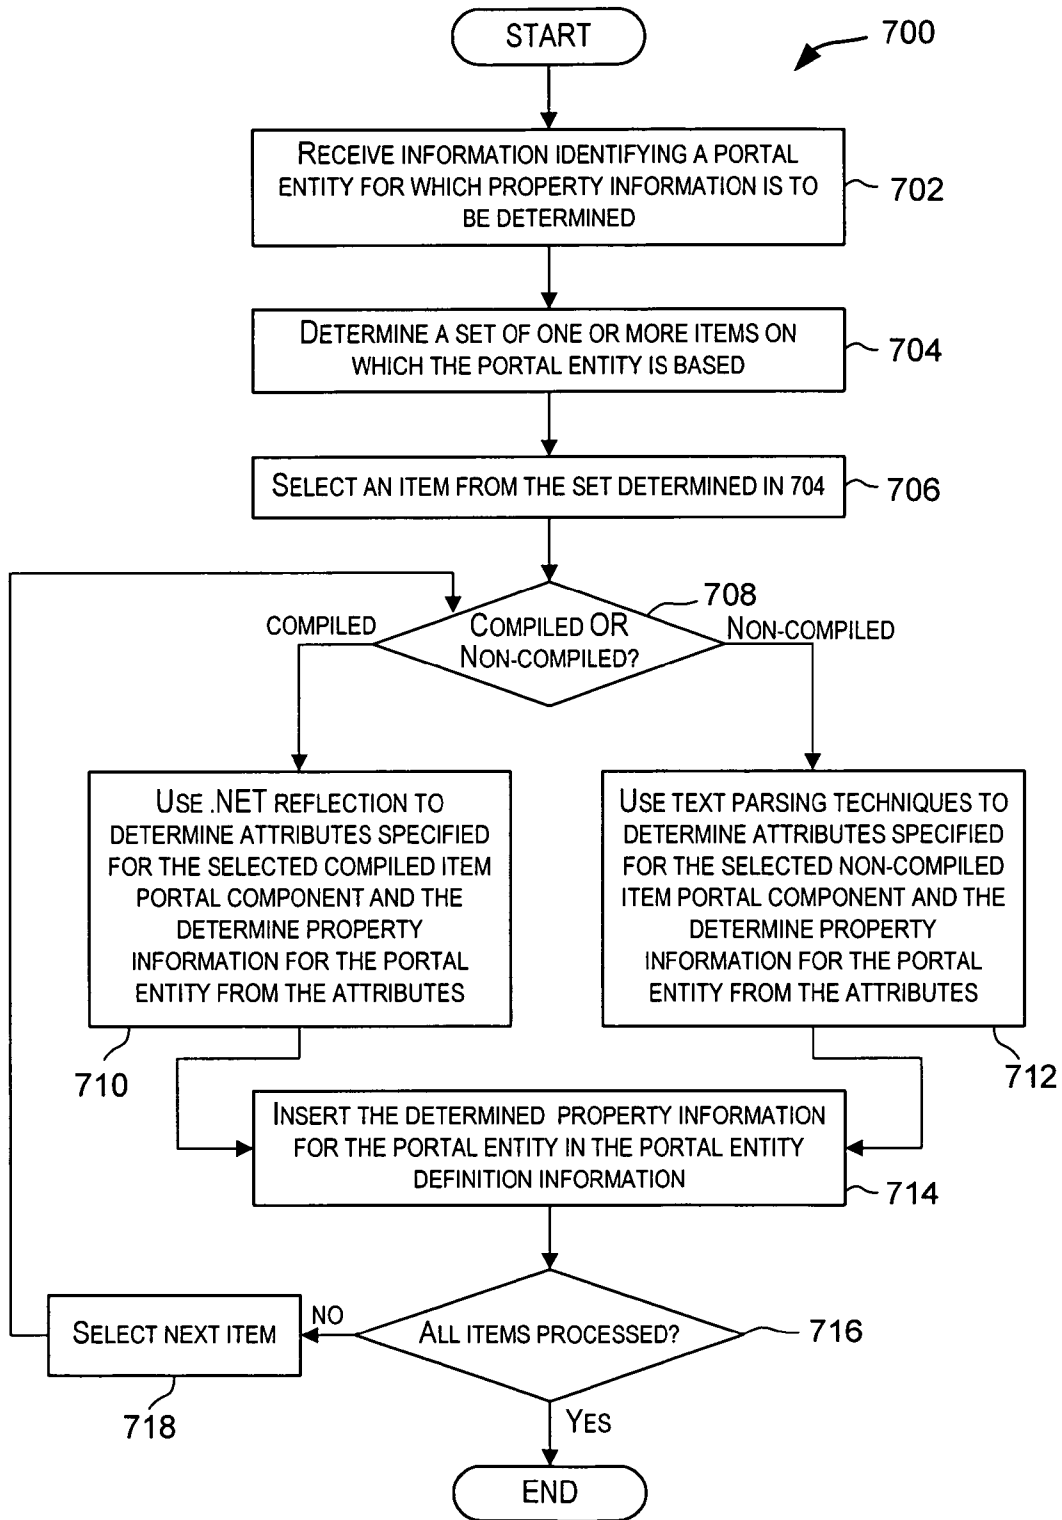 START
700
RECEIVE INFORMATION IDENTIFYING A PORTAL
ENTITY FOR WHICH PROPERTY INFORMATION IS TO
BE DETERMINED
702
DETERMINE A SET OF ONE OR MORE ITEMS ON
WHICH THE PORTAL ENTITY IS BASED
704
SELECT AN ITEM FROM THE SET DETERMINED IN 704
706
708
COMPILED
COMPILED OR
NON-COMPILED?
NON-COMPILED
USE .NET REFLECTION TO
DETERMINE ATTRIBUTES SPECIFIED
FOR THE SELECTED COMPILED ITEM
PORTAL COMPONENT AND THE
DETERMINE PROPERTY
INFORMATION FOR THE PORTAL
ENTITY FROM THE ATTRIBUTES
710
USE TEXT PARSING TECHNIQUES TO
DETERMINE ATTRIBUTES SPECIFIED
FOR THE SELECTED NON-COMPILED
ITEM PORTAL COMPONENT AND THE
DETERMINE PROPERTY
INFORMATION FOR THE PORTAL
ENTITY FROM THE ATTRIBUTES
712
INSERT THE DETERMINED PROPERTY INFORMATION
FOR THE PORTAL ENTITY IN THE PORTAL ENTITY
DEFINITION INFORMATION
714
ALL ITEMS PROCESSED?
716
NO
SELECT NEXT ITEM
718
YES
END